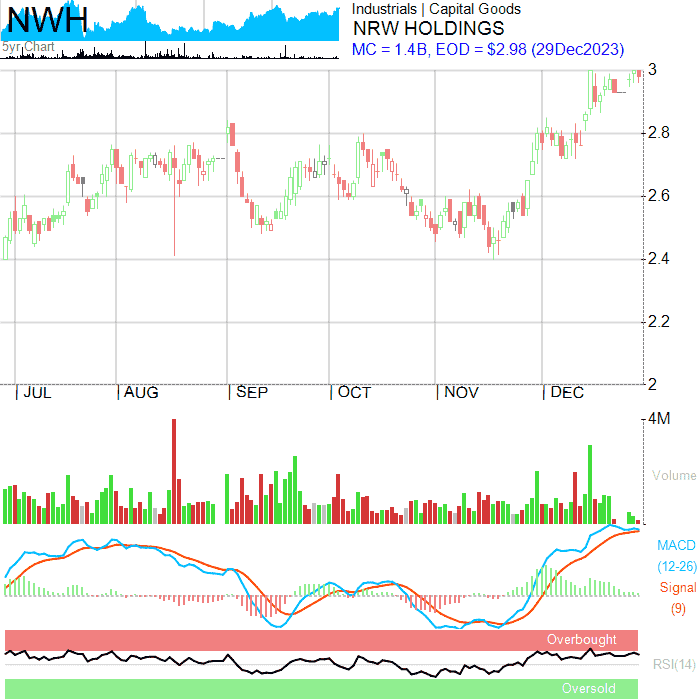 NWH
5yr Chart
Industrials | Capital Goods
NRW HOLDINGS
MC = 1.4B, EOD = $2.98 (29Dec2023)
3
2.8
2.6
2.4
2.2
2
| JUL | AUG | SEP | OCT | NOV | DEC
4M
Volume
MACD
(12-26)
Signal
(9)
Overbought
RSI(14)
Oversold